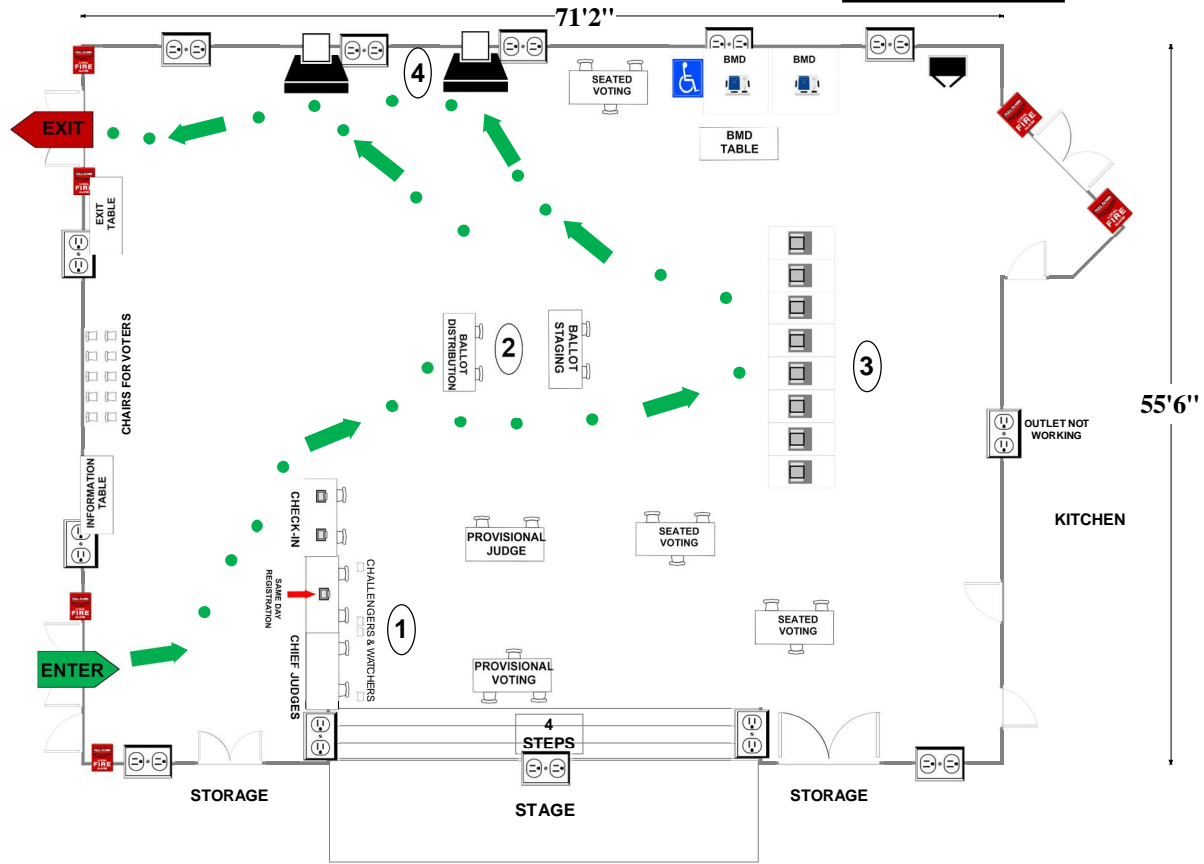 71'2"
BMD
BMD
SEATED
VOTING
4
BMD
TABLE
FIRE
FIRE
FIRE
FIRE
FIRE
FIRE
EXIT
EXIT
TABLE
BALLOT
DISTRIBUTION
2
BALLOT
STAGING
3
CHAIRS FOR VOTERS
55'6"
OUTLET NOT
WORKING
INFORMATION
TABLE
CHECK-IN
KITCHEN
PROVISIONAL
JUDGE
SEATED
VOTING
SAME DAY
REGISTRATION
CHALLENGERS & WATCHERS
1
SEATED
VOTING
ENTER
CHIEF JUDGES
PROVISIONAL
VOTING
4
STEPS
STORAGE
STAGE
STORAGE